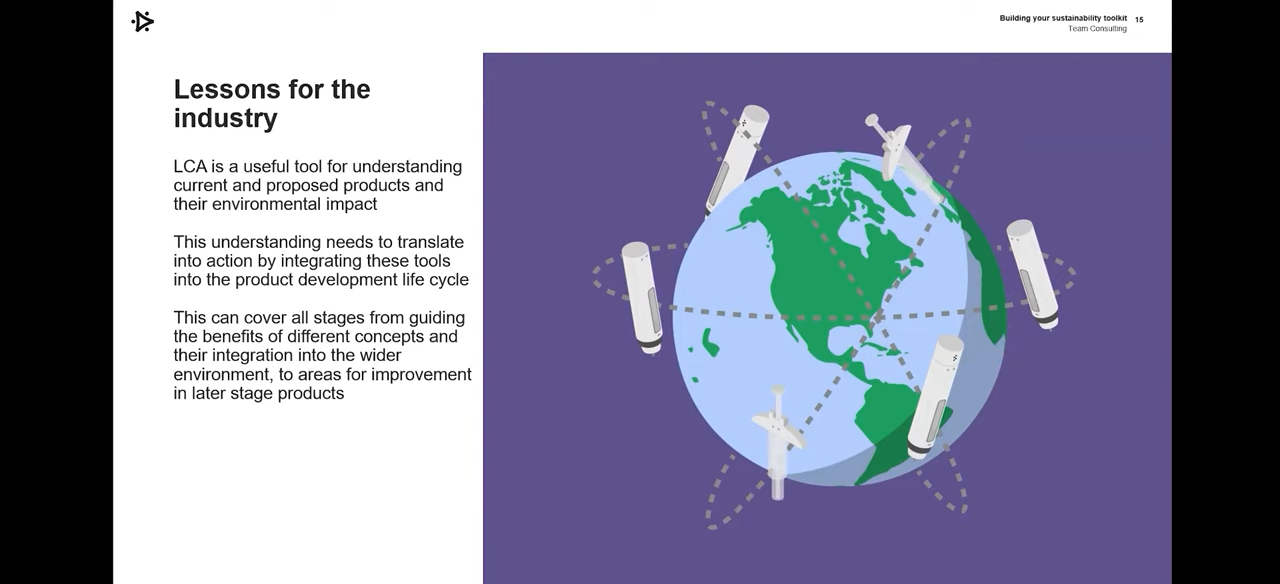 Building your sustainability toolkit 15
Team Consulting
Lessons for the
industry
LCA is a useful tool for understanding
current and proposed products and
their environmental impact
This understanding needs to translate
into action by integrating these tools
into the product development life cycle
This can cover all stages from guiding
the benefits of different concepts and
their integration into the wider
environment, to areas for improvement
in later stage products